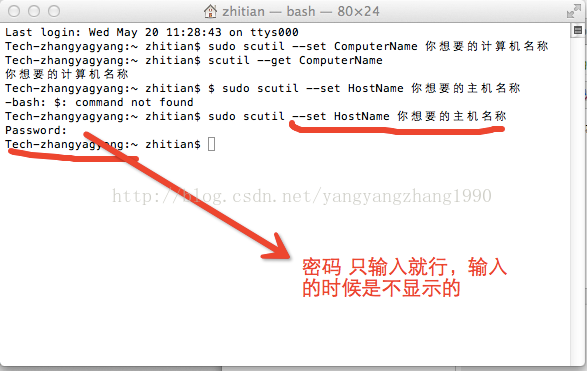 zhitian — bash — 80×24
Last login: Wed May 20 11:28:43 on ttys000
Tech-zhangyagyang:~ zhitian$ sudo scutil --set ComputerName 你想要的计算机名称
Tech-zhangyagyang:~ zhitian$ scutil --get ComputerName
你想要的计算机名称
Tech-zhangyagyang:~ zhitian$ $ sudo scutil --set HostName 你想要的主机名称
-bash: $: command not found
Tech-zhangyagyang:~ zhitian$ sudo scutil --set HostName 你想要的主机名称
Password:
Tech-zhangyagyang:~ zhitian$
http://blog.csdn.net/yangyangzhang1990
密码 只输入就行，输入
的时候是不显示的